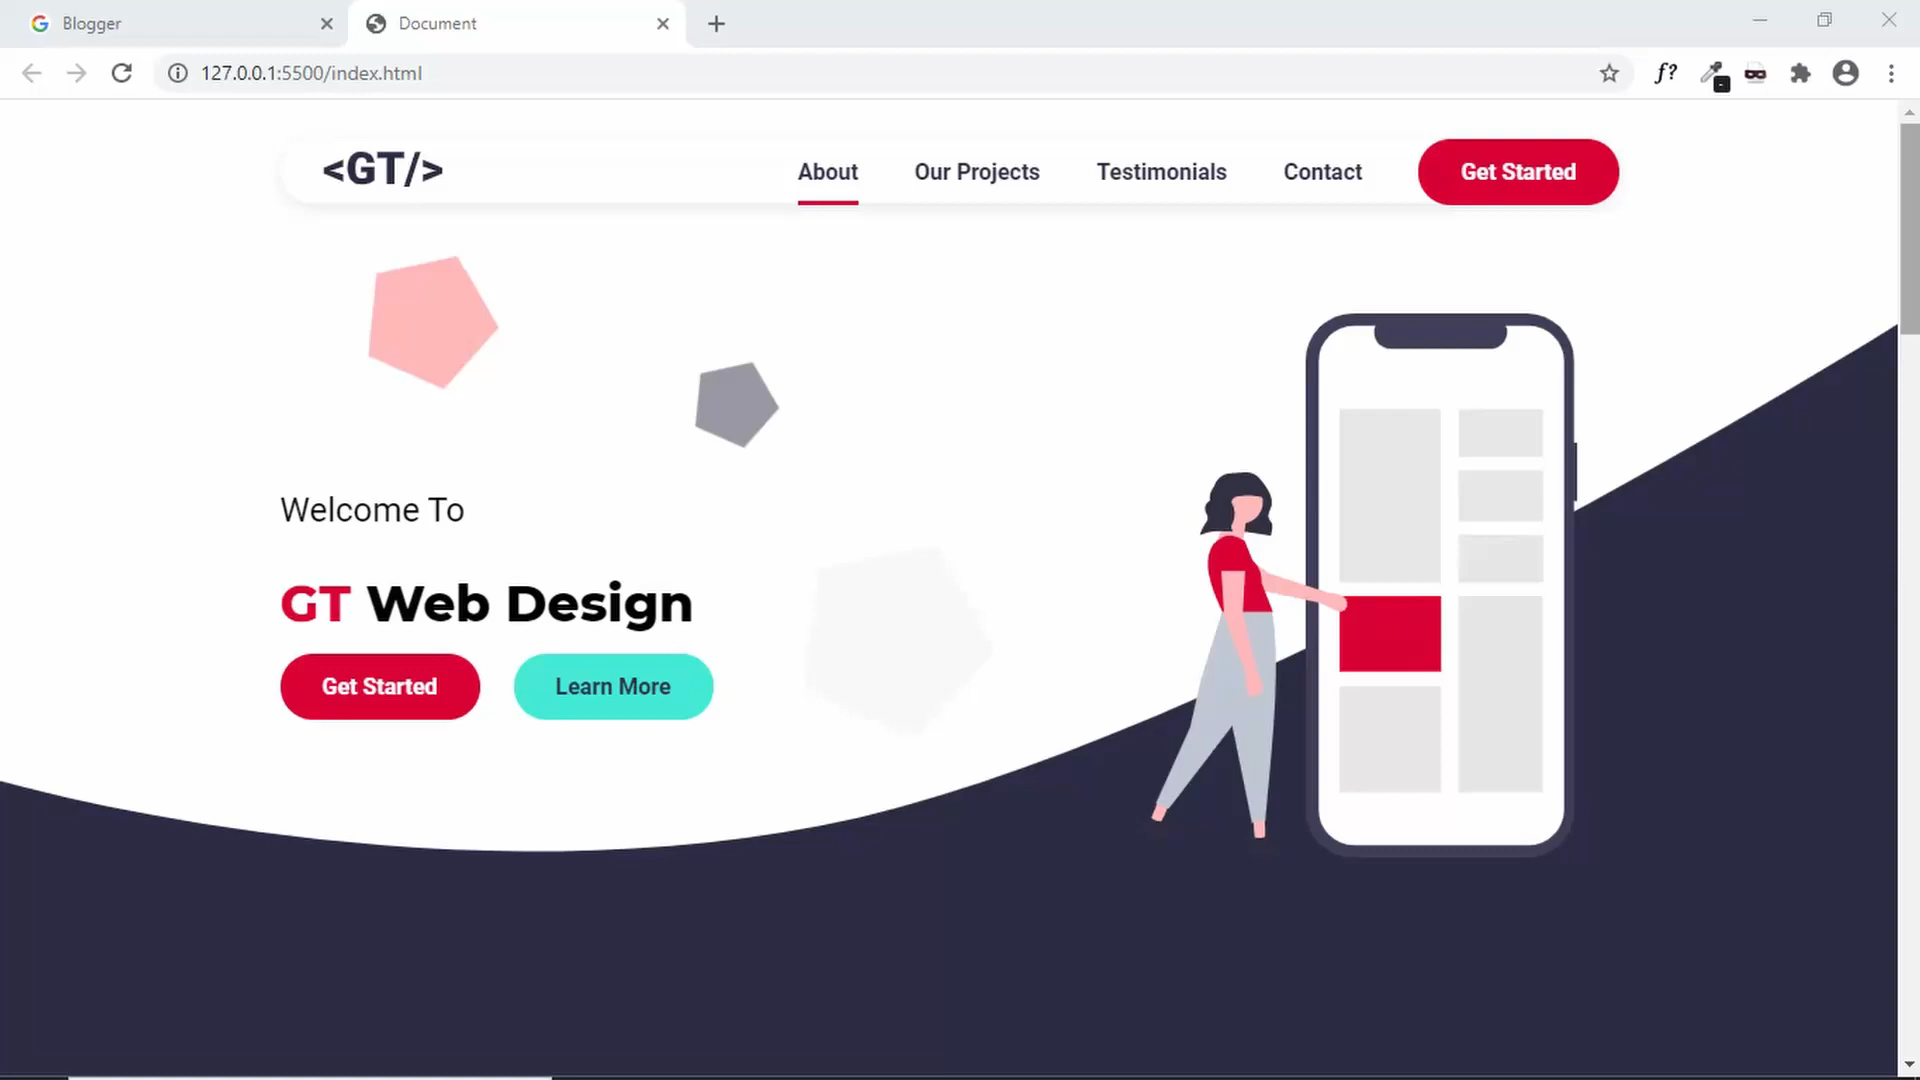 Blogger
Document
127.0.0.1:5500/index.html
f?
<GT/>
About
Our Projects
Testimonials
Contact
Get Started
Welcome To
GT Web Design
Get Started
Learn More